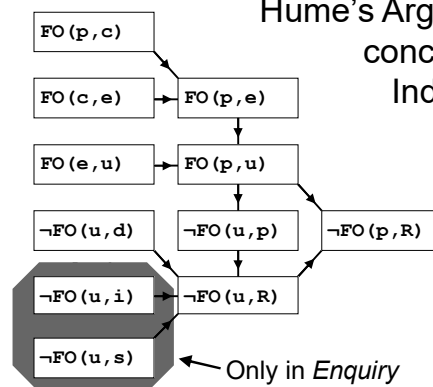 Hume's Arg
conc
Ind
FO(p,c)
FO(c,e) FO(p,e)
FO(e,u) FO(p,u)
¬FO(u,d) ¬FO(u,p) ¬FO(p,R)
¬FO(u,i) ¬FO(u,R)
¬FO(u,s)
Only in Enquiry